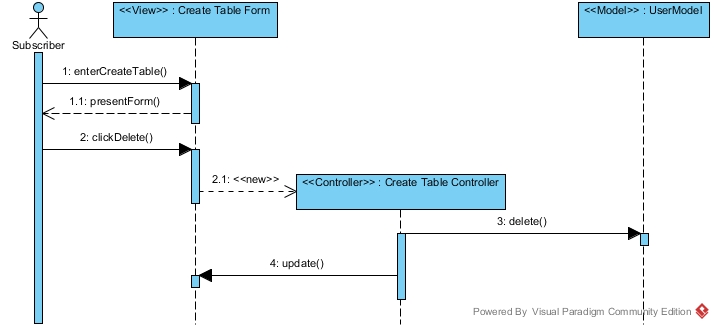 <<View>> : Create Table Form
<<Model>> : UserModel
Subscriber
1: enterCreateTable()
1.1: presentForm()
2: clickDelete()
2.1: <<new>>
<<Controller>> : Create Table Controller
3: delete()
4: update()
Powered By Visual Paradigm Community Edition